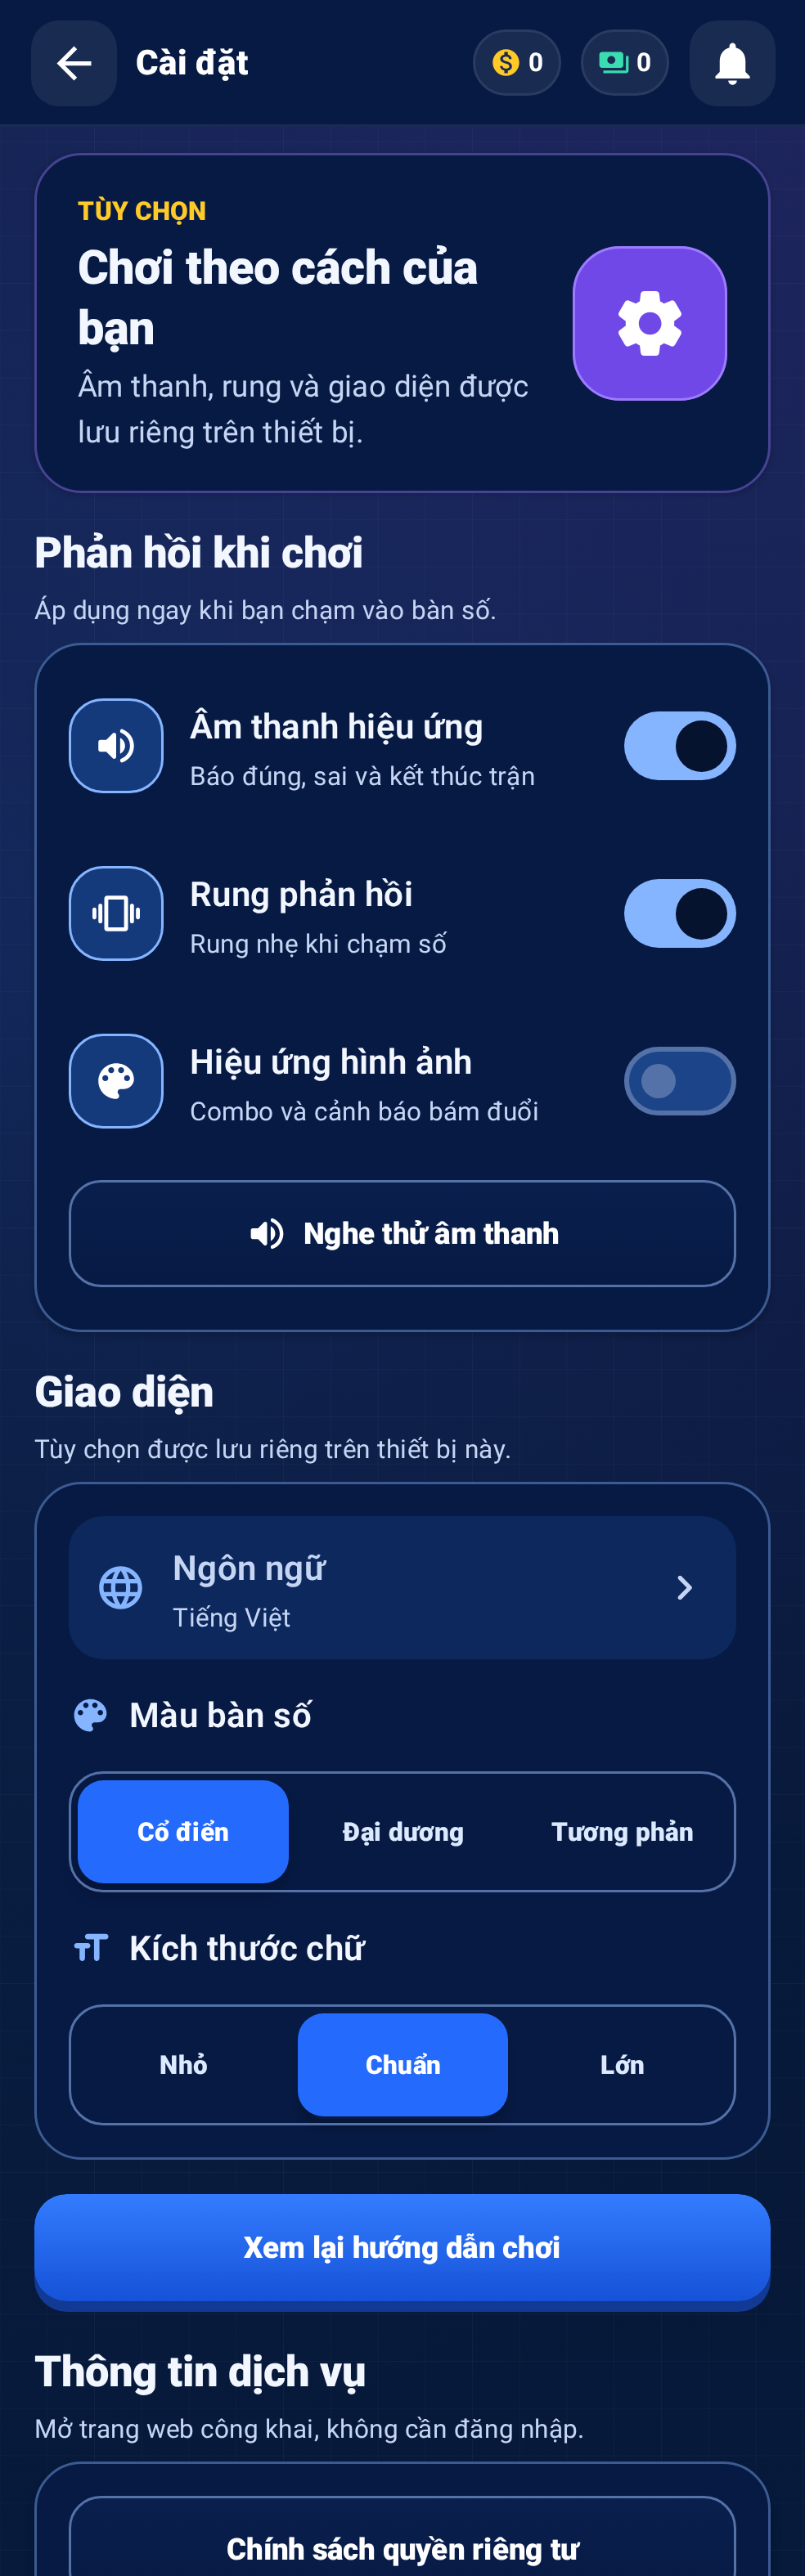 Cài đặt
0
0
TÙY CHỌN
Chơi theo cách của
bạn
Âm thanh, rung và giao diện được
lưu riêng trên thiết bị.
Phản hồi khi chơi
Áp dụng ngay khi bạn chạm vào bàn số.
Âm thanh hiệu ứng
Báo đúng, sai và kết thúc trận
Rung phản hồi
Rung nhẹ khi chạm số
Hiệu ứng hình ảnh
Combo và cảnh báo bám đuổi
Nghe thử âm thanh
Giao diện
Tùy chọn được lưu riêng trên thiết bị này.
Ngôn ngữ
Tiếng Việt
Màu bàn số
Cổ điển
Đại dương
Tương phản
Kích thước chữ
Nhỏ
Chuẩn
Lớn
Xem lại hướng dẫn chơi
Thông tin dịch vụ
Mở trang web công khai, không cần đăng nhập.
Chính sách quyền riêng tư